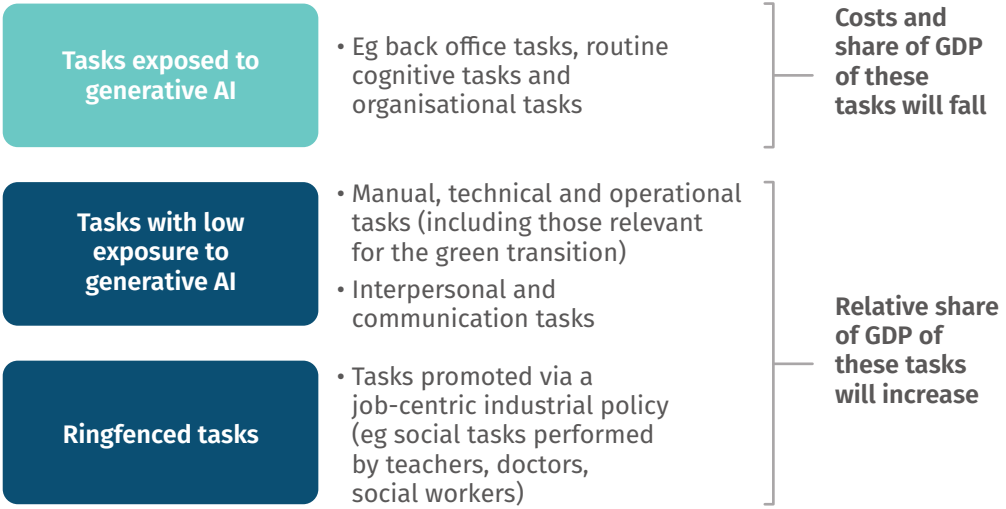 Tasks exposed to
generative AI
• Eg back office tasks, routine
cognitive tasks and
organisational tasks
Costs and
share of GDP
of these
tasks will fall
Tasks with low
exposure to
generative AI
• Manual, technical and operational
tasks (including those relevant
for the green transition)
• Interpersonal and
communication tasks
Ringfenced tasks
• Tasks promoted via a
job-centric industrial policy
(eg social tasks performed
by teachers, doctors,
social workers)
Relative share
of GDP of
these tasks
will increase